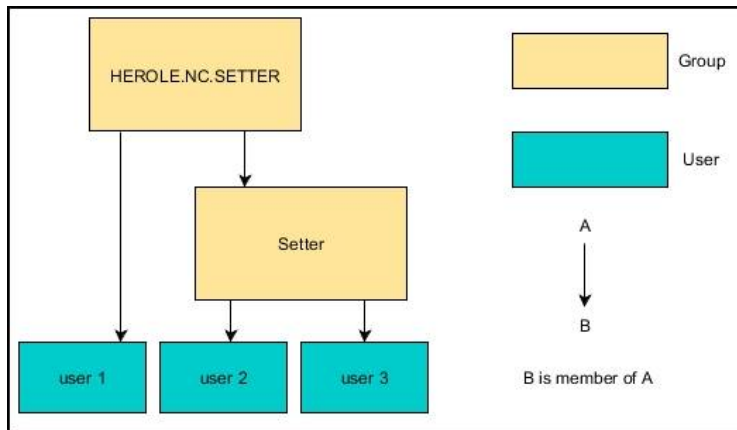 HEROLE.NC.SETTER
Group
User
Setter
A
B
user 1
user 2
user 3
B is member of A